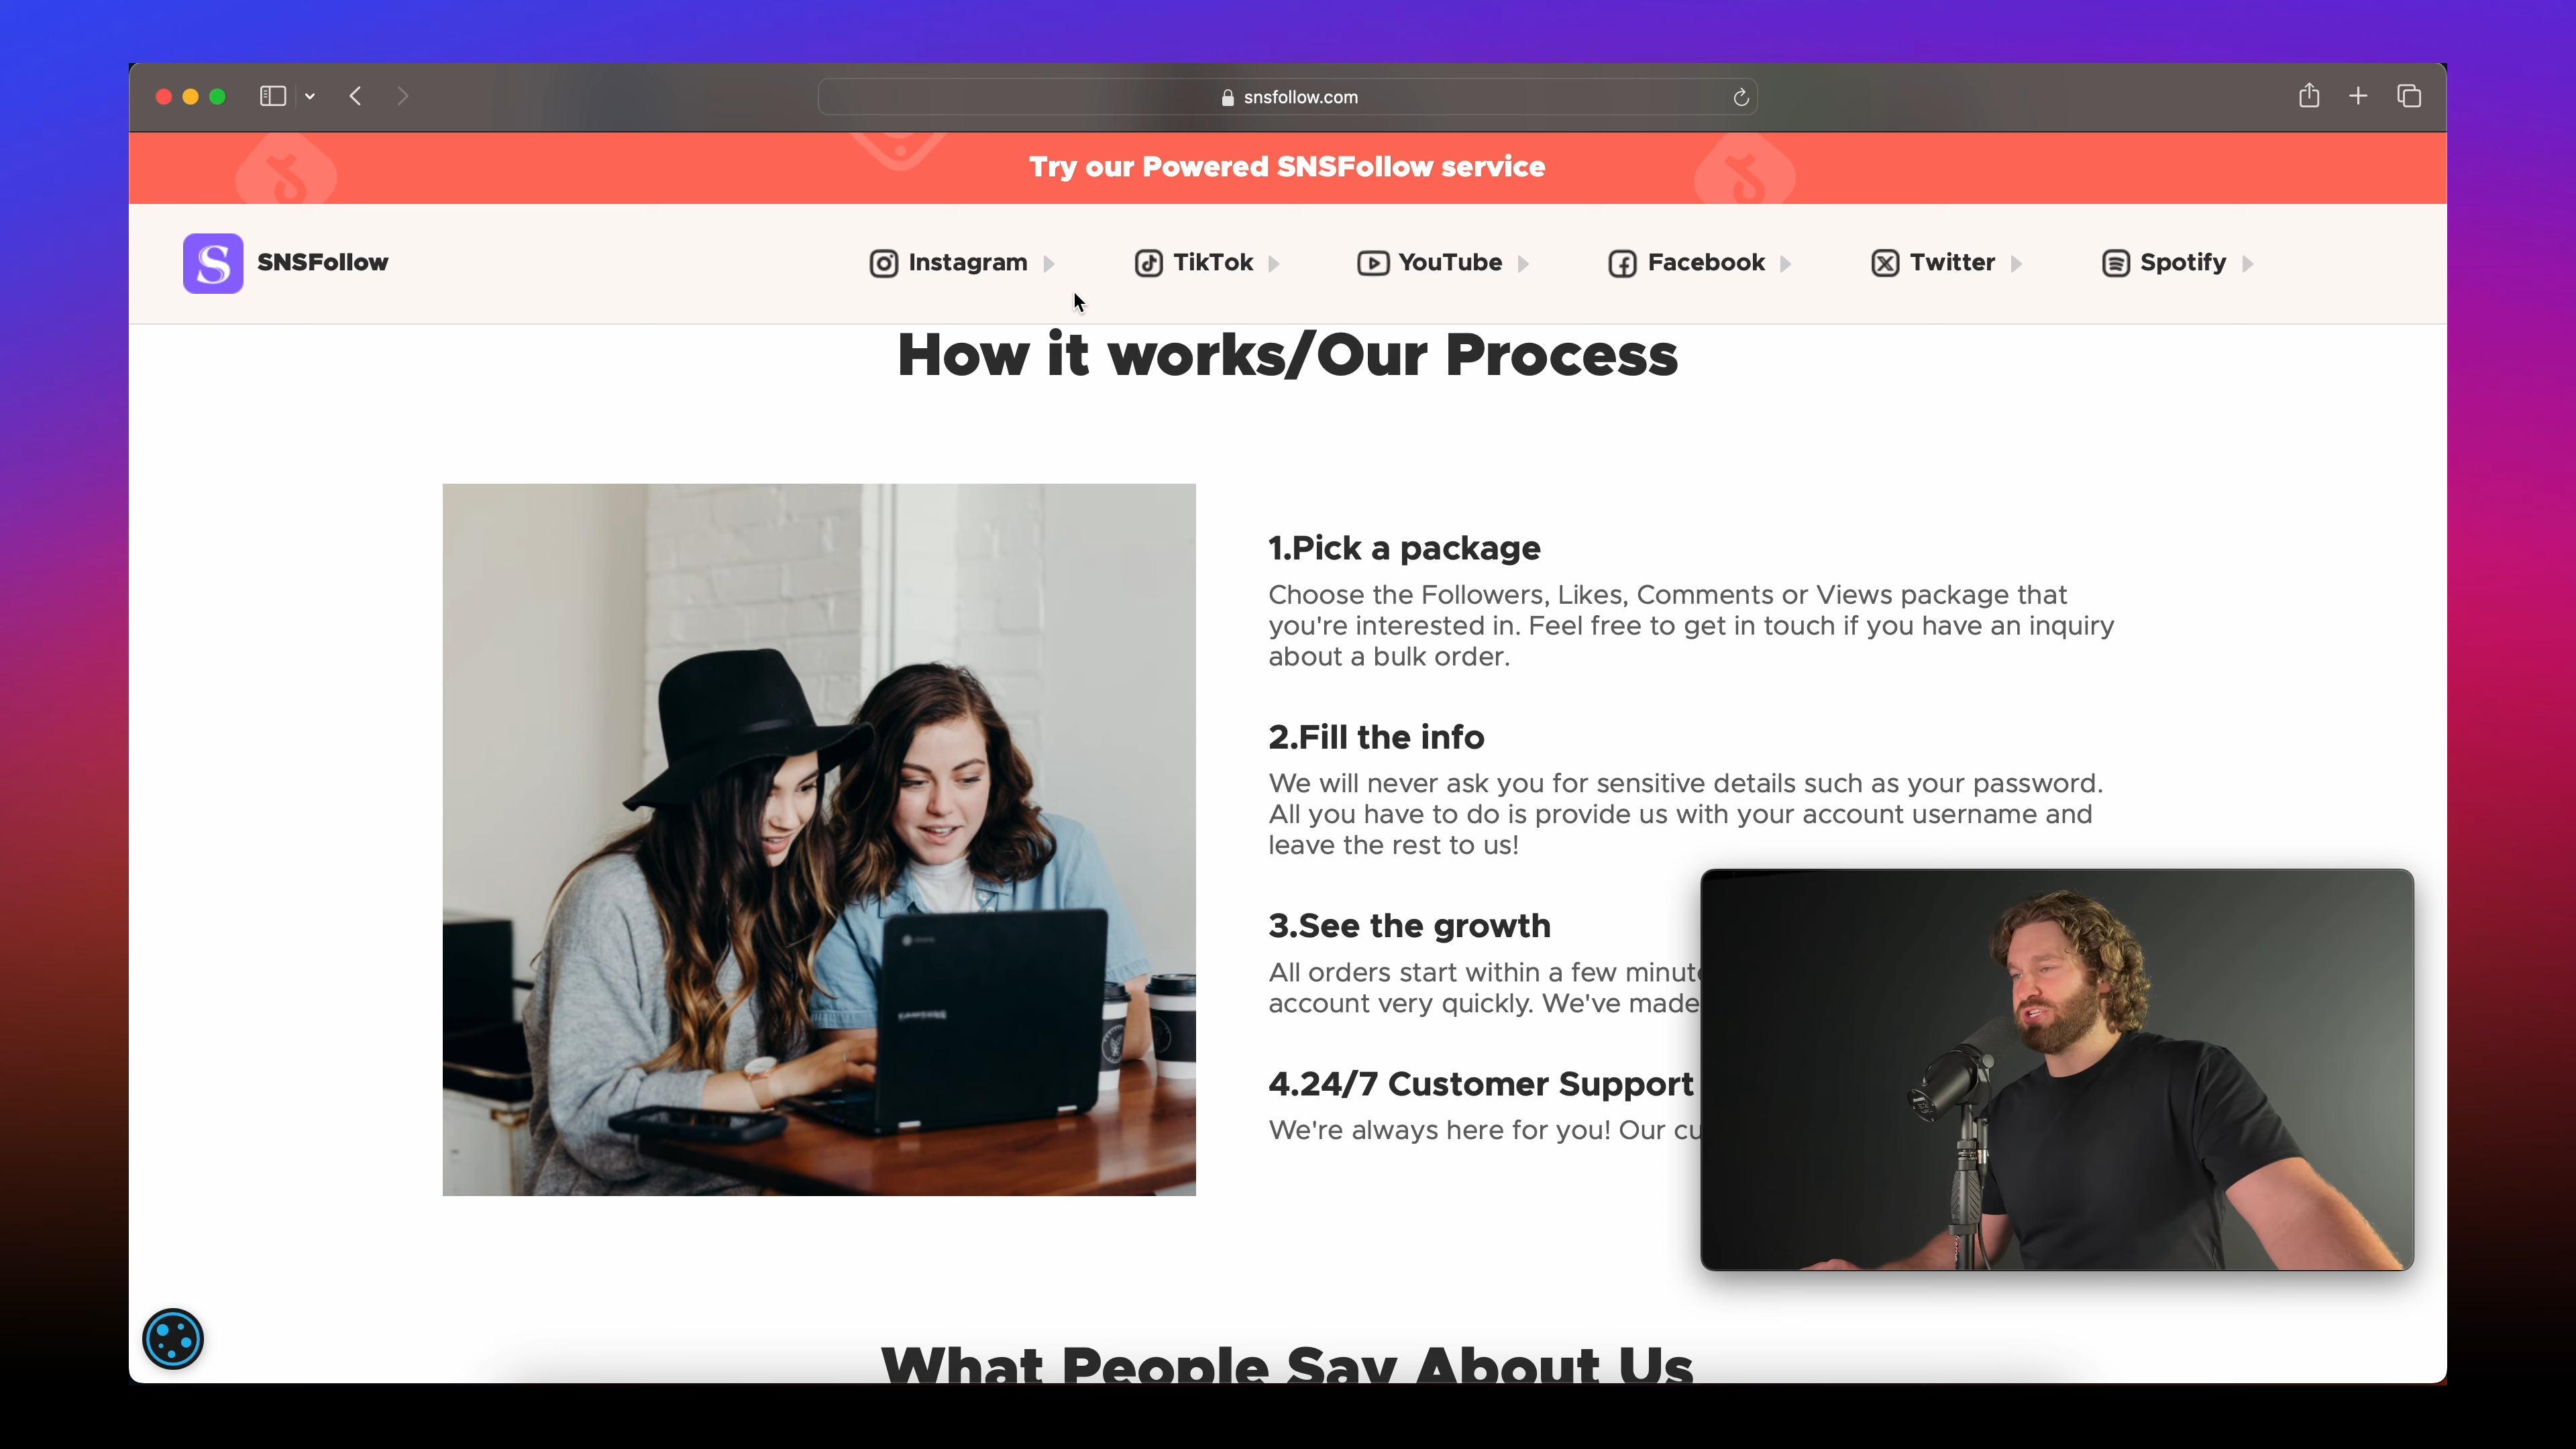 snsfollow.com
Try our Powered SNSFollow service
S SNSFollow
Instagram TikTok YouTube Facebook Twitter Spotify
How it works/Our Process
1.Pick a package
Choose the Followers, Likes, Comments or Views package that
you're interested in. Feel free to get in touch if you have an inquiry
about a bulk order.
2.Fill the info
We will never ask you for sensitive details such as your password.
All you have to do is provide us with your account username and
leave the rest to us!
3.See the growth
All orders start within a few
account very quickly. We've made
4.24/7 Customer Support
We're always here for you! Our
What People Say About Us